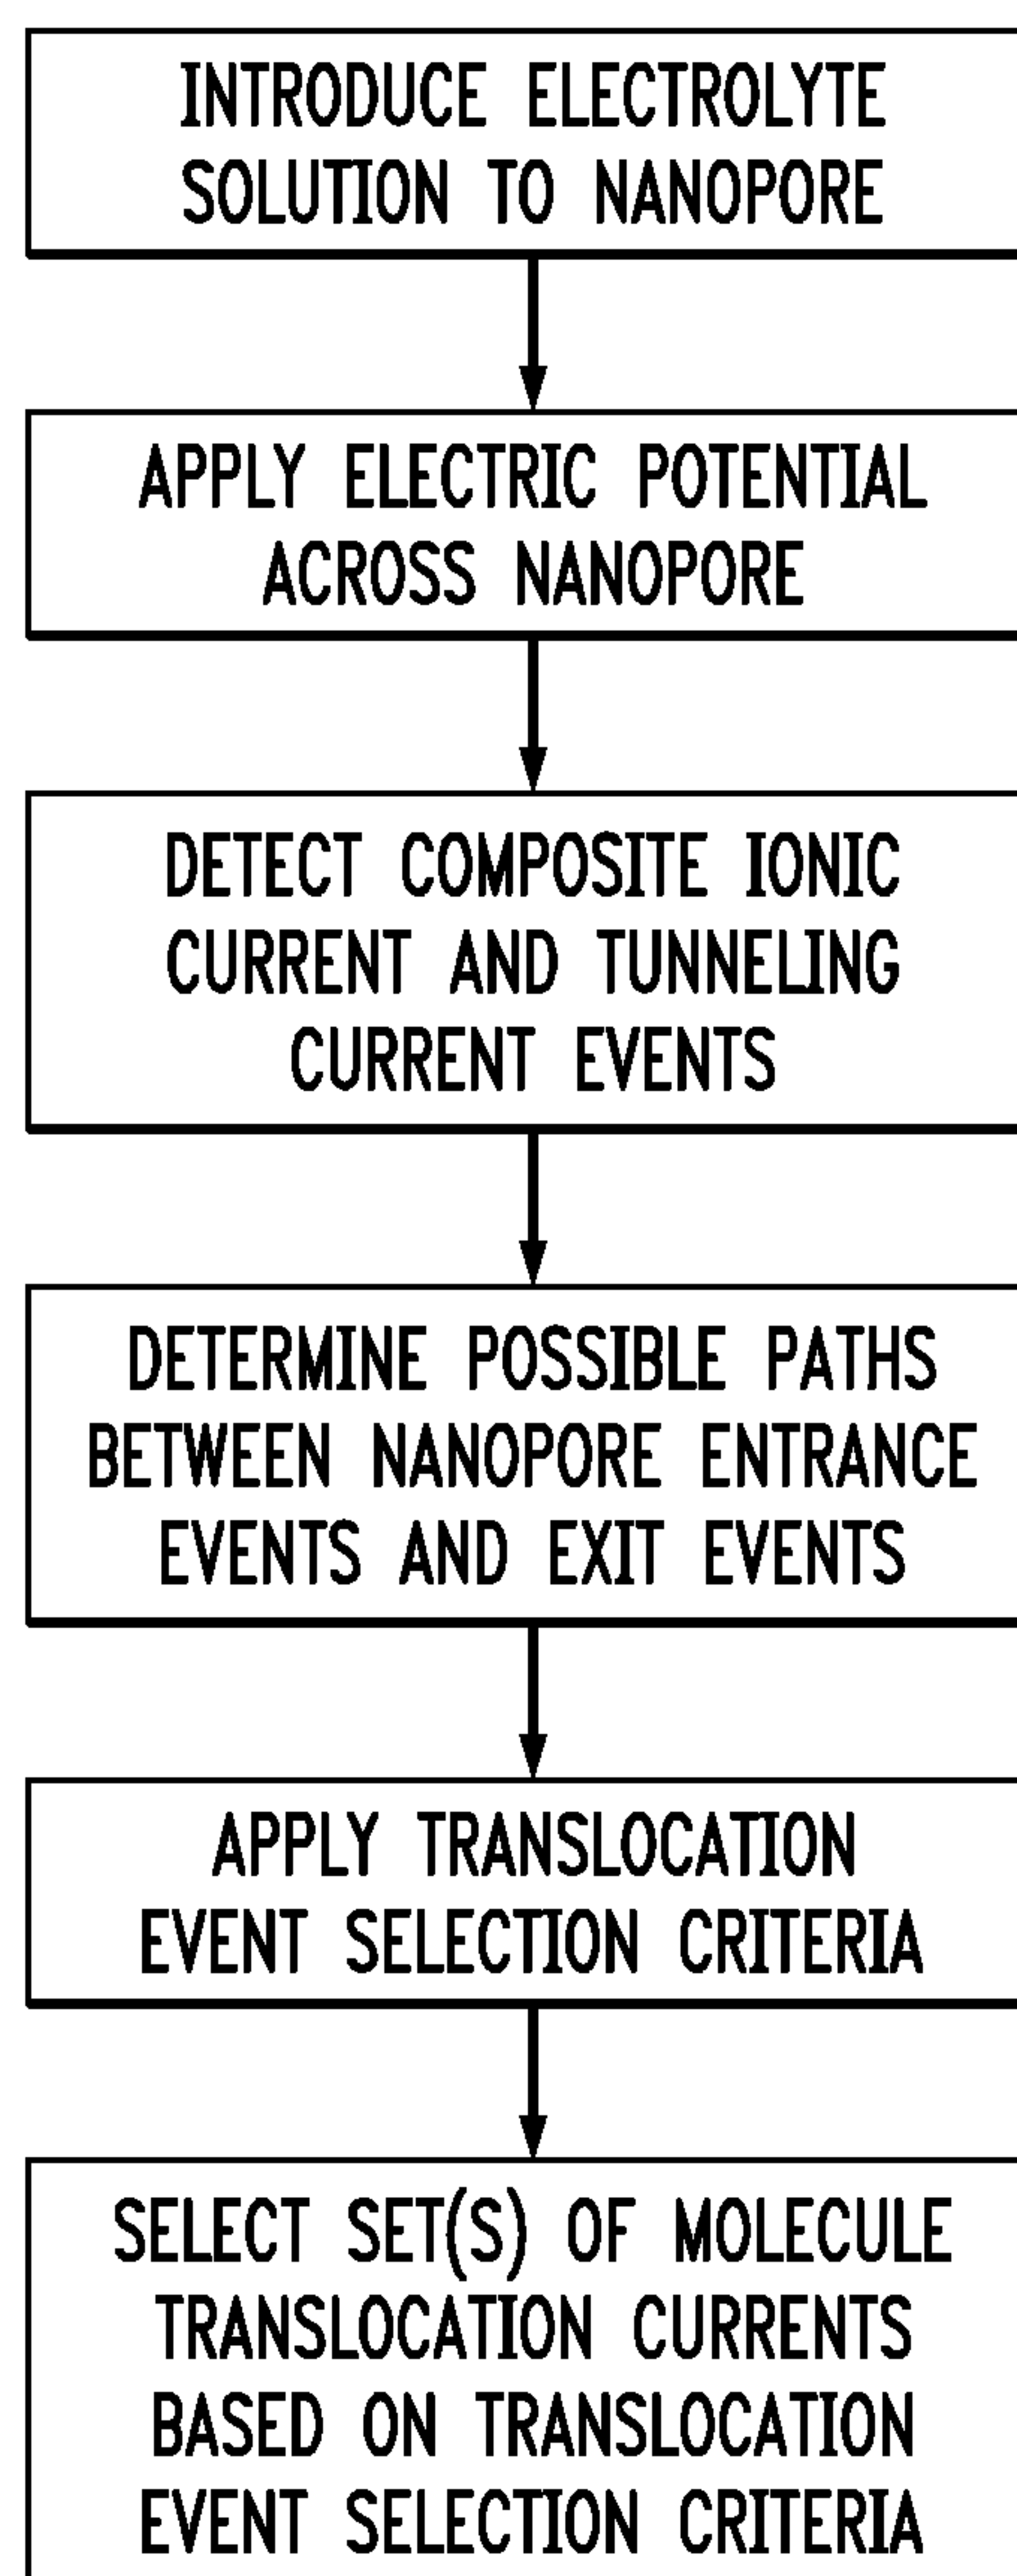 INTRODUCE ELECTROLYTE
SOLUTION TO NANOPORE
APPLY ELECTRIC POTENTIAL
ACROSS NANOPORE
DETECT COMPOSITE IONIC
CURRENT AND TUNNELING
CURRENT EVENTS
DETERMINE POSSIBLE PATHS
BETWEEN NANOPORE ENTRANCE
EVENTS AND EXIT EVENTS
APPLY TRANSLOCATION
EVENT SELECTION CRITERIA
SELECT SET(S) OF MOLECULE
TRANSLOCATION CURRENTS
BASED ON TRANSLOCATION
EVENT SELECTION CRITERIA